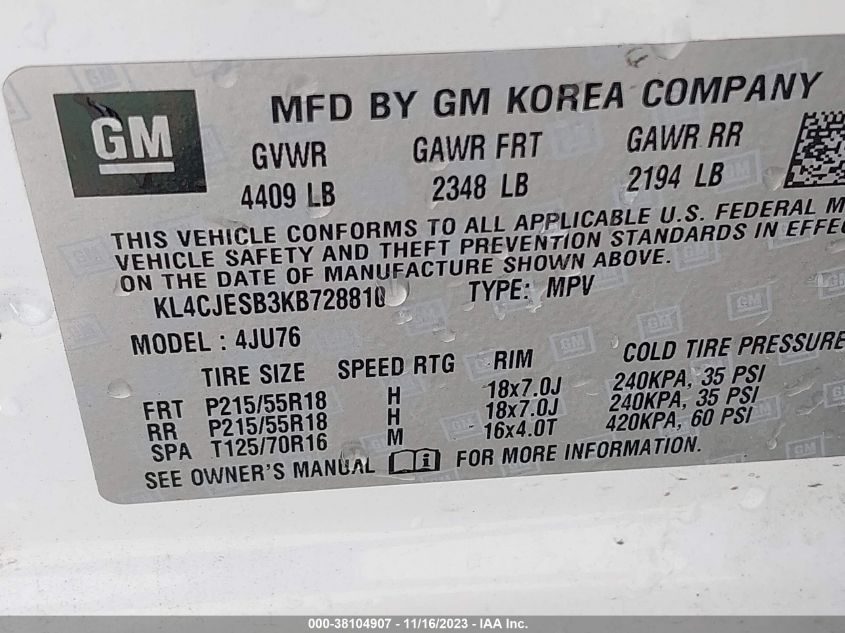 GM
MFD BY GM KOREA COMPANY
GVWR GAWR FRT GAWR RR
4409 LB 2348 LB 2194 LB
THIS VEHICLE CONFORMS TO ALL APPLICABLE U.S. FEDERAL M
VEHICLE SAFETY AND THEFT PREVENTION STANDARDS IN EFFE
ON THE DATE OF MANUFACTURE SHOWN ABOVE.
KL4CJESB3KB728810 TYPE: MPV
MODEL : 4JU76
TIRE SIZE SPEED RTG RIM COLD TIRE PRESSURE
FRT P215/55R18 H 18x7.0J 240KPA, 35 PSI
RR P215/55R18 H 18x7.0J 240KPA, 35 PSI
SPA T125/70R16 M 16x4.0T 420KPA, 60 PSI
SEE OWNER'S MANUAL i FOR MORE INFORMATION.
000-38104907 - 11/16/2023 - IAA Inc.